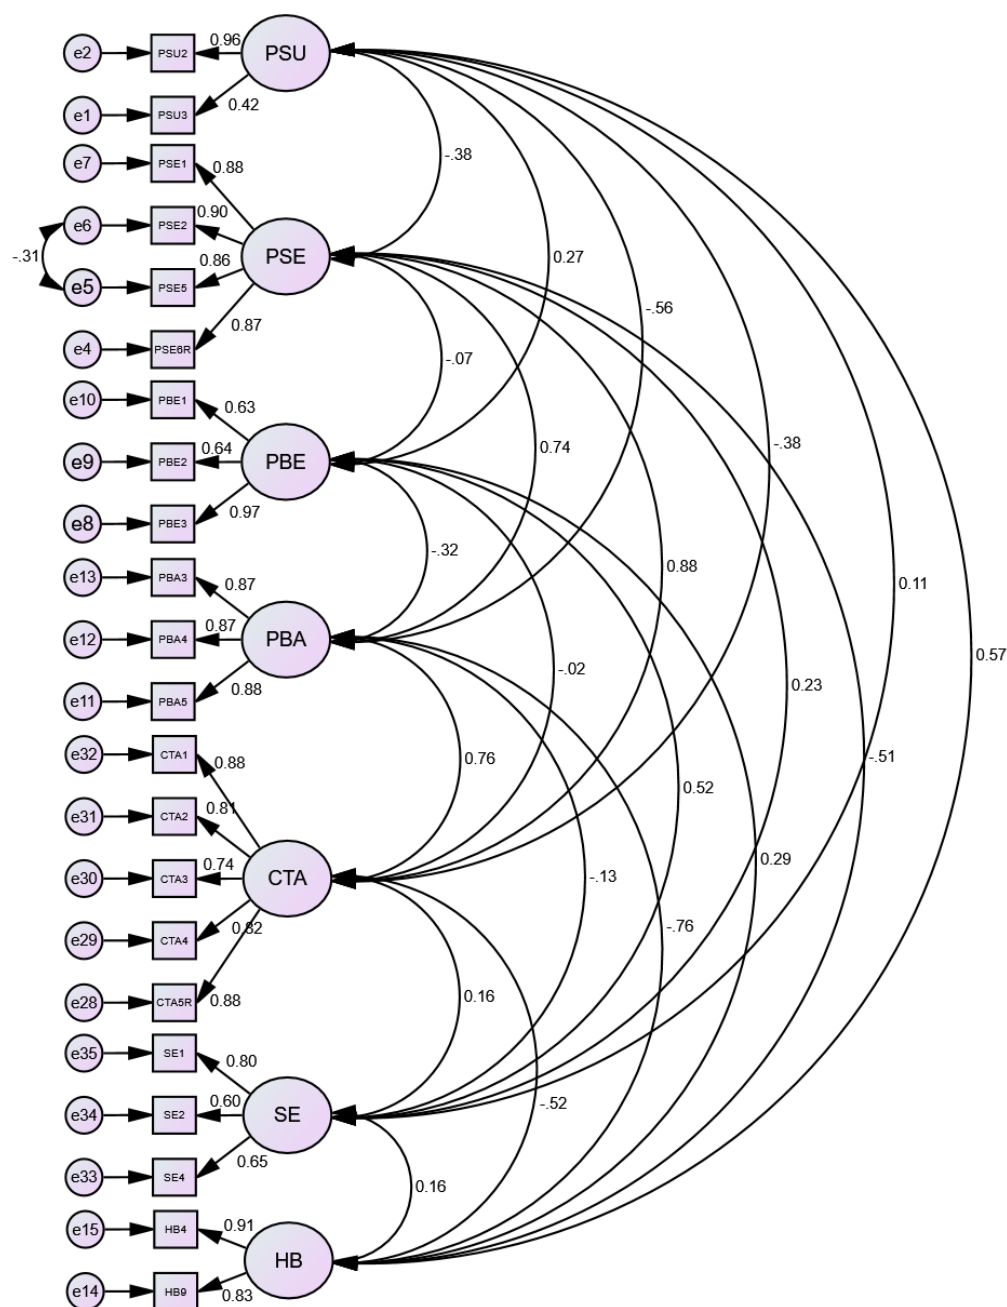 e2 PSU2 0.96 PSU
e1 PSU3 0.42
e7 PSE1 0.88
-.38
e6 PSE2 0.90
-.31
PSE
0.27
e5 PSE5 0.86
-.56
e4 PSE6R 0.87
-.07
e10 PBE1 0.63
-.38
0.74
e9 PBE2 0.64 PBE
e8 PBE3 0.97
-.32
0.88
e13 PBA3 0.87
0.11
e12 PBA4 0.87 PBA
0.57
-.02
0.23
e11 PBA5 0.88
e32 CTA1 0.88
0.76
-.51
0.52
e31 CTA2 0.81
0.29
e30 CTA3 0.74 CTA
-.13
e29 CTA4 0.82
-.76
0.16
e28 CTA5R 0.88
e35 SE1 0.80
-.52
e34 SE2 0.60 SE
e33 SE4 0.65
0.16
e15 HB4 0.91
HB
e14 HB9 0.83